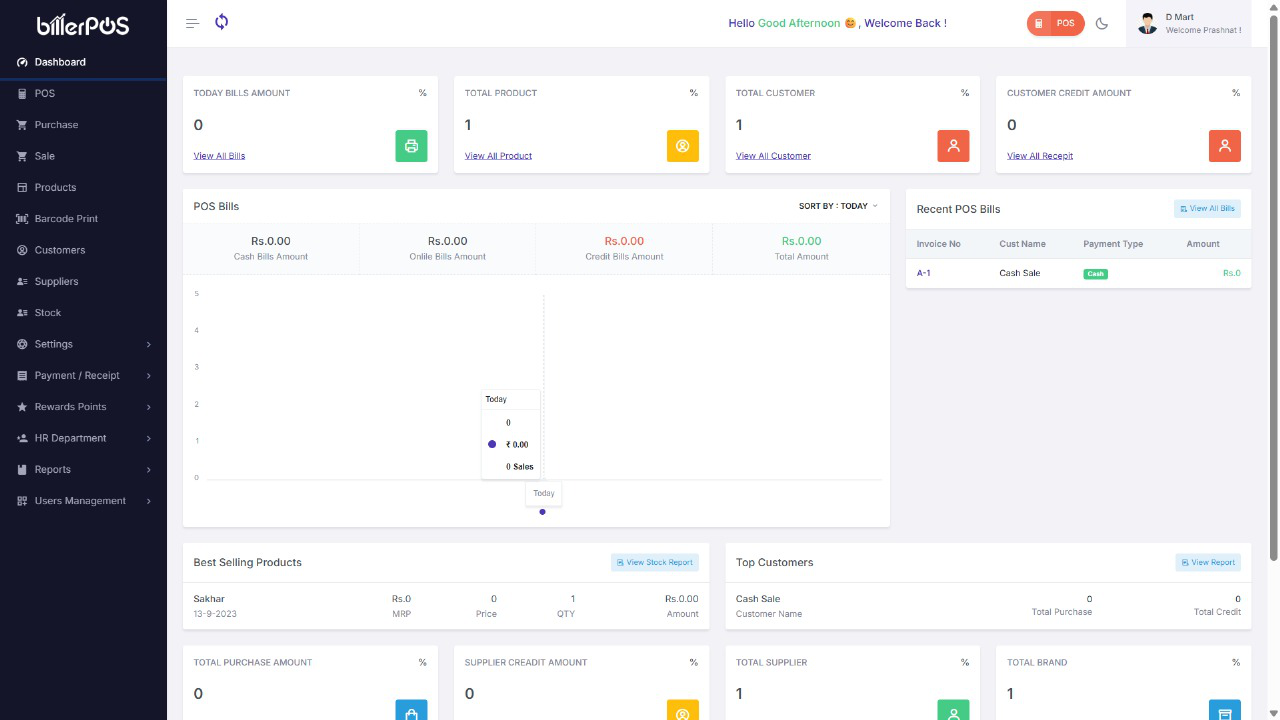 billerPOS
Hello Good Afternoon 😊 , Welcome Back !
POS
D Mart
Welcome Prashnat !
Dashboard
POS
Purchase
Sale
Products
Barcode Print
Customers
Suppliers
Stock
Settings
Payment / Receipt
Rewards Points
HR Department
Reports
Users Management
TODAY BILLS AMOUNT %
0
View All Bills
TOTAL PRODUCT %
1
View All Product
TOTAL CUSTOMER %
1
View All Customer
CUSTOMER CREDIT AMOUNT %
0
View All Recepit
POS Bills
SORT BY : TODAY
Rs.0.00
Cash Bills Amount
Rs.0.00
Onlile Bills Amount
Rs.0.00
Credit Bills Amount
Rs.0.00
Total Amount
5
4
3
2
1
0
Today
0
₹ 0.00
0 Sales
Today
Recent POS Bills
View All Bills
Invoice No Cust Name Payment Type Amount
A-1 Cash Sale Cash Rs.0
Best Selling Products
View Stock Report
Sakhar Rs.0 0 1 Rs.0.00
13-9-2023 MRP Price QTY Amount
Top Customers
View Report
Cash Sale 0 0
Customer Name Total Purchase Total Credit
TOTAL PURCHASE AMOUNT %
0
SUPPLIER CREADIT AMOUNT %
0
TOTAL SUPPLIER %
1
TOTAL BRAND %
1